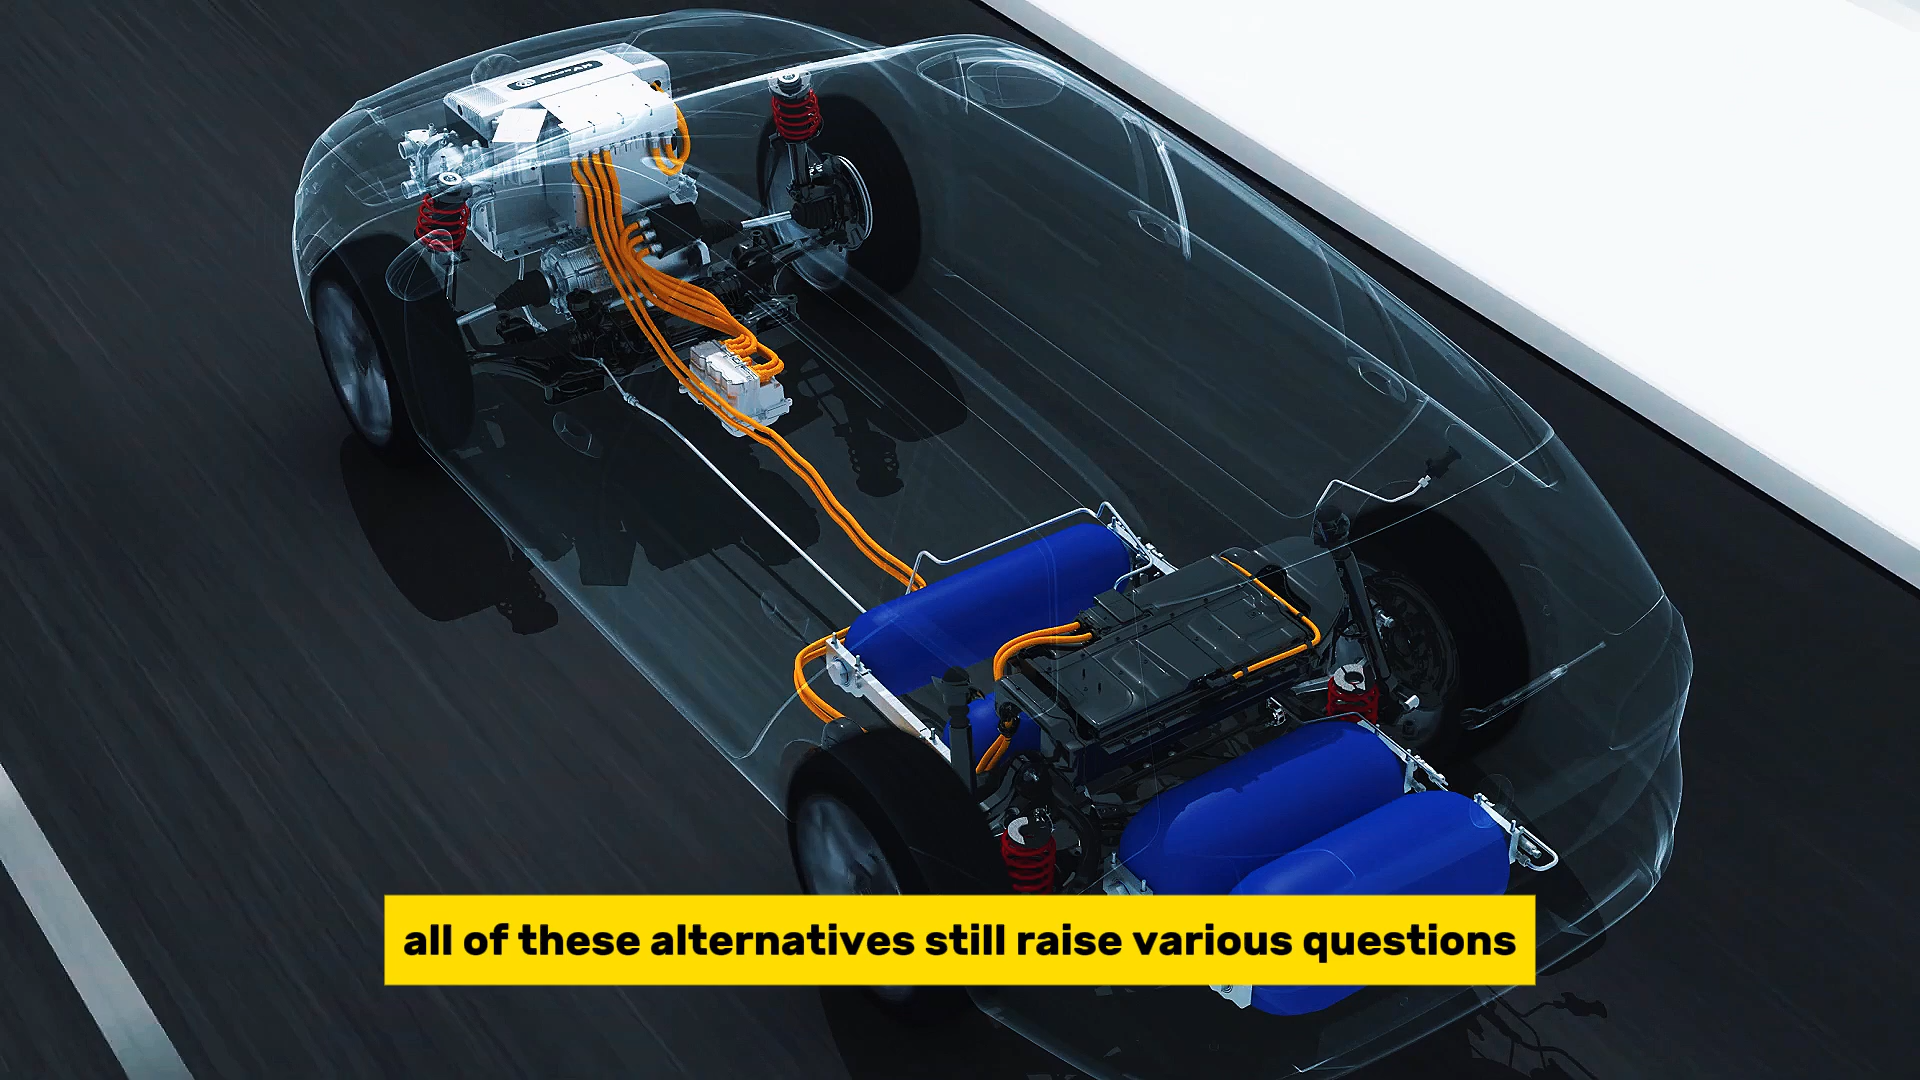 all of these alternatives still raise various questions